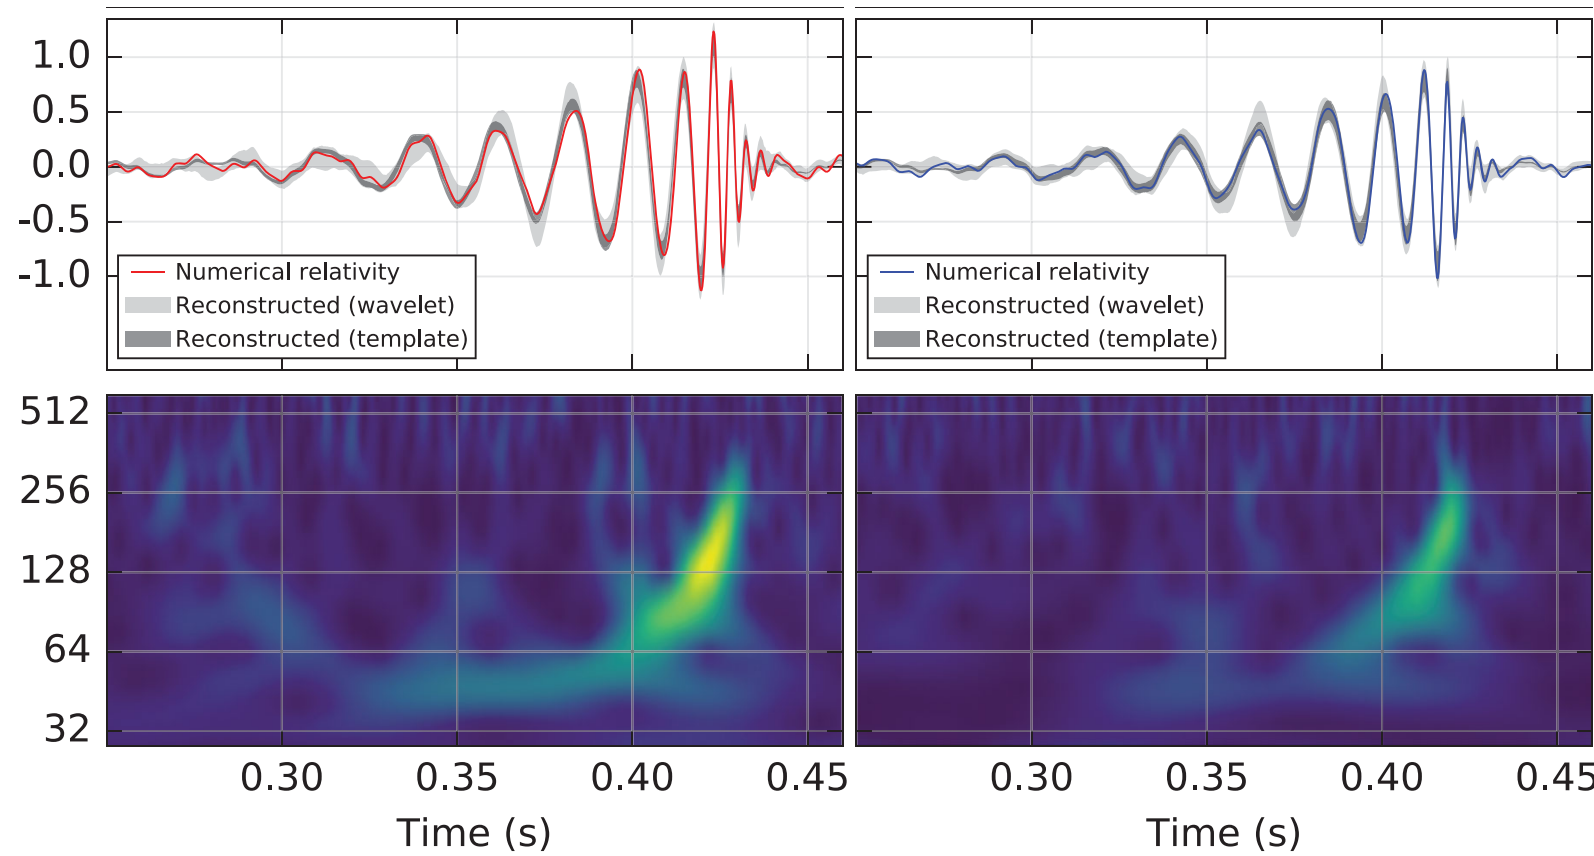 1.0
0.5
0.0
-0.5
-1.0
Numerical relativity
Reconstructed (wavelet)
Reconstructed (template)
Numerical relativity
Reconstructed (wavelet)
Reconstructed (template)
512
256
128
64
32
0.30 0.35 0.40 0.45
0.30 0.35 0.40 0.45
Time (s)
Time (s)